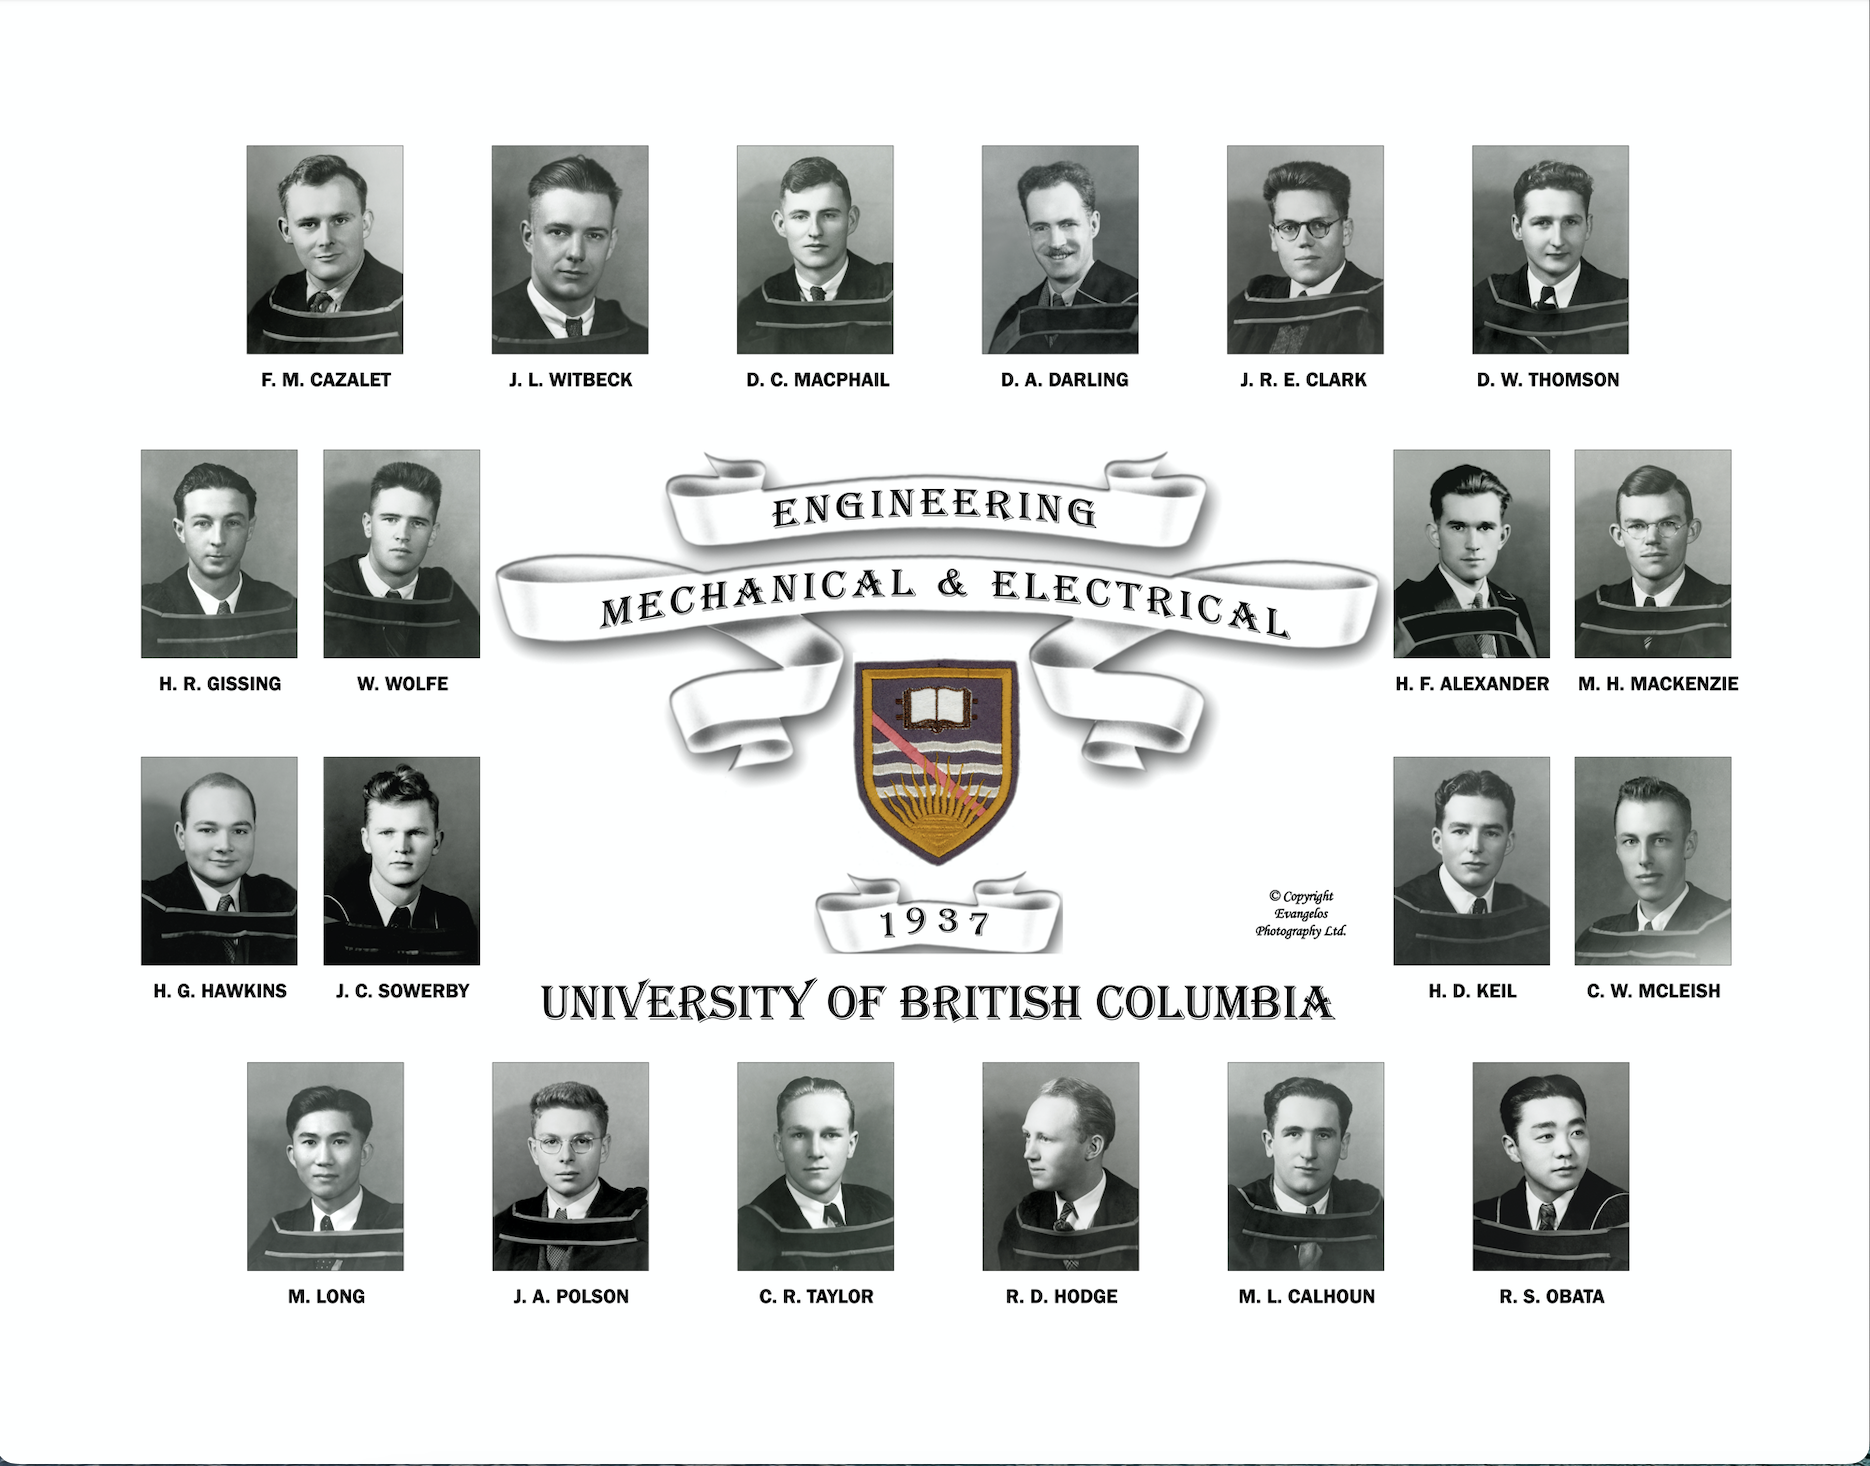 F. M. CAZALET
J. L. WITBECK
D. C. MACPHAIL
D. A. DARLING
J. R. E. CLARK
D. W. THOMSON
ENGINEERING
MECHANICAL & ELECTRICAL
H. R. GISSING
W. WOLFE
H. F. ALEXANDER
M. H. MACKENZIE
1937
© Copyright
Evangelos
Photography Ltd.
H. G. HAWKINS
J. C. SOWERBY
UNIVERSITY OF BRITISH COLUMBIA
H. D. KEIL
C. W. MCLEISH
M. LONG
J. A. POLSON
C. R. TAYLOR
R. D. HODGE
M. L. CALHOUN
R. S. OBATA